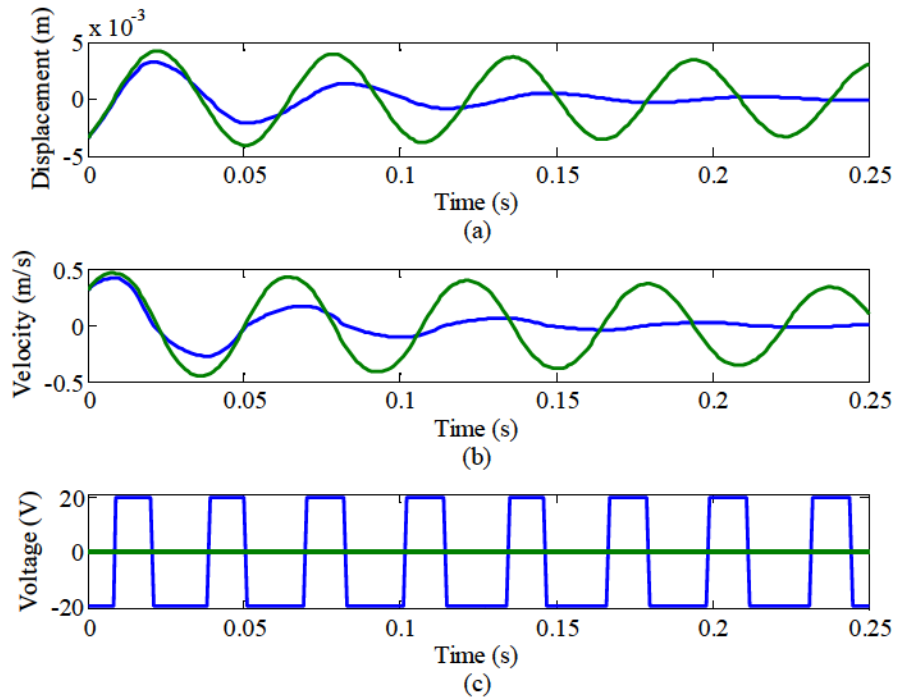 x 10⁻³
Displacement (m)
5
0
-5
0 0.05 0.1 0.15 0.2 0.25
Time (s)
(a)
Velocity (m/s)
0.5
0
-0.5
0 0.05 0.1 0.15 0.2 0.25
Time (s)
(b)
Voltage (V)
20
0
-20
0 0.05 0.1 0.15 0.2 0.25
Time (s)
(c)